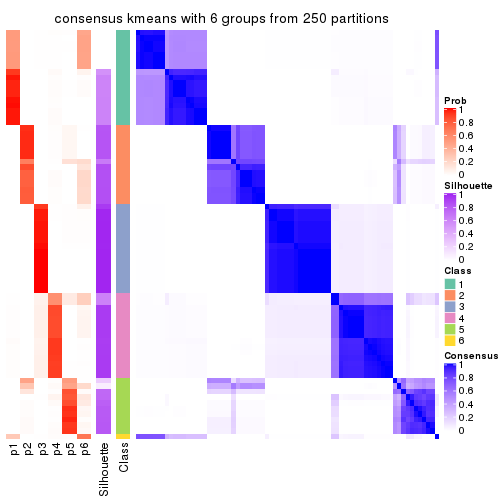 consensus kmeans with 6 groups from 250 partitions
Prob
1
0.8
0.6
0.4
0.2
0
Silhouette
1
0.8
0.6
0.4
0.2
0
Class
1
2
3
4
5
6
Consensus
1
0.8
0.6
0.4
0.2
0
p1
p2
p3
p4
p5
p6
Silhouette
Class